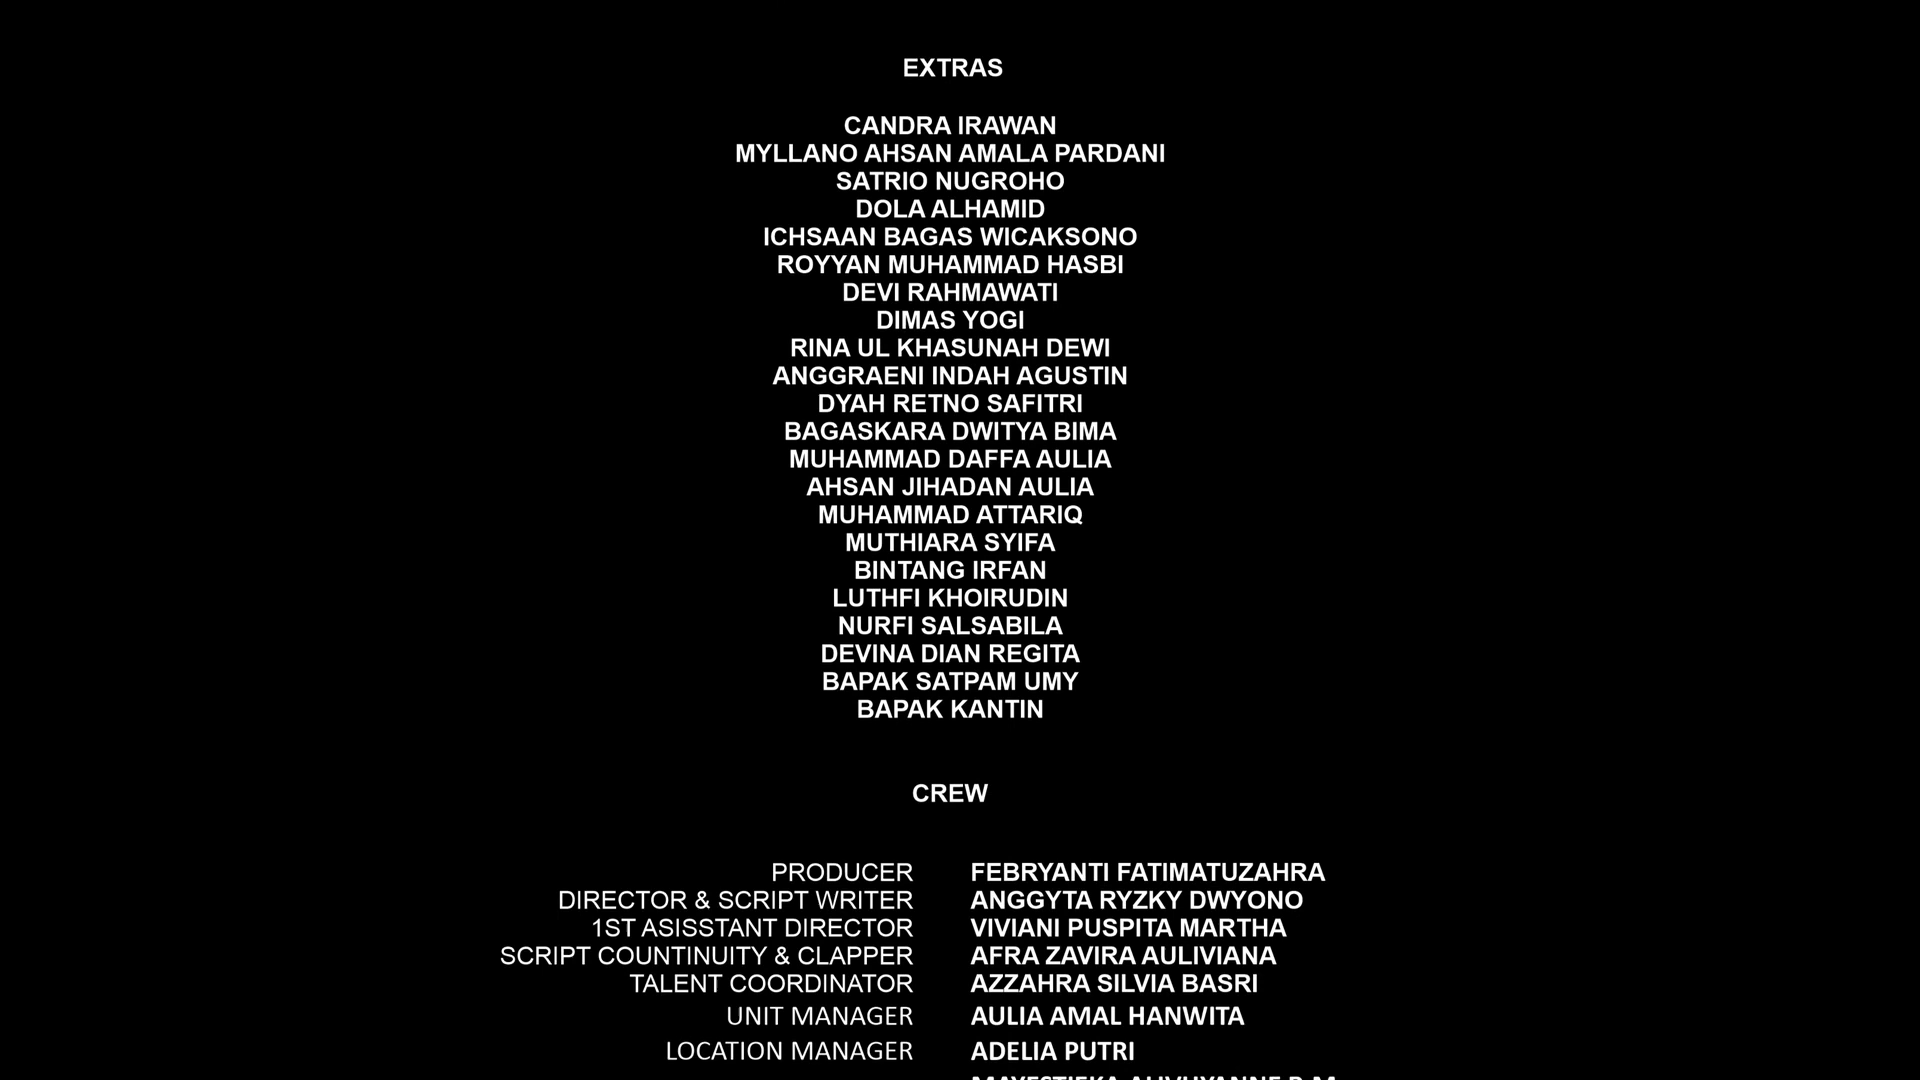 EXTRAS
CANDRA IRAWAN
MYLLANO AHSAN AMALA PARDANI
SATRIO NUGROHO
DOLA ALHAMID
ICHSAAN BAGAS WICAKSONO
ROYYAN MUHAMMAD HASBI
DEVI RAHMAWATI
DIMAS YOGI
RINA UL KHASUNAH DEWI
ANGGRAENI INDAH AGUSTIN
DYAH RETNO SAFITRI
BAGASKARA DWITYA BIMA
MUHAMMAD DAFFA AULIA
AHSAN JIHADAN AULIA
MUHAMMAD ATTARIQ
MUTHIARA SYIFA
BINTANG IRFAN
LUTHFI KHOIRUDIN
NURFI SALSABILA
DEVINA DIAN REGITA
BAPAK SATPAM UMY
BAPAK KANTIN
CREW
PRODUCER FEBRYANTI FATIMATUZAHRA
DIRECTOR & SCRIPT WRITER ANGGYTA RYZKY DWYONO
1ST ASISSTANT DIRECTOR VIVIANI PUSPITA MARTHA
SCRIPT COUNTINUITY & CLAPPER AFRA ZAVIRA AULIVIANA
TALENT COORDINATOR AZZAHRA SILVIA BASRI
UNIT MANAGER AULIA AMAL HANWITA
LOCATION MANAGER ADELIA PUTRI